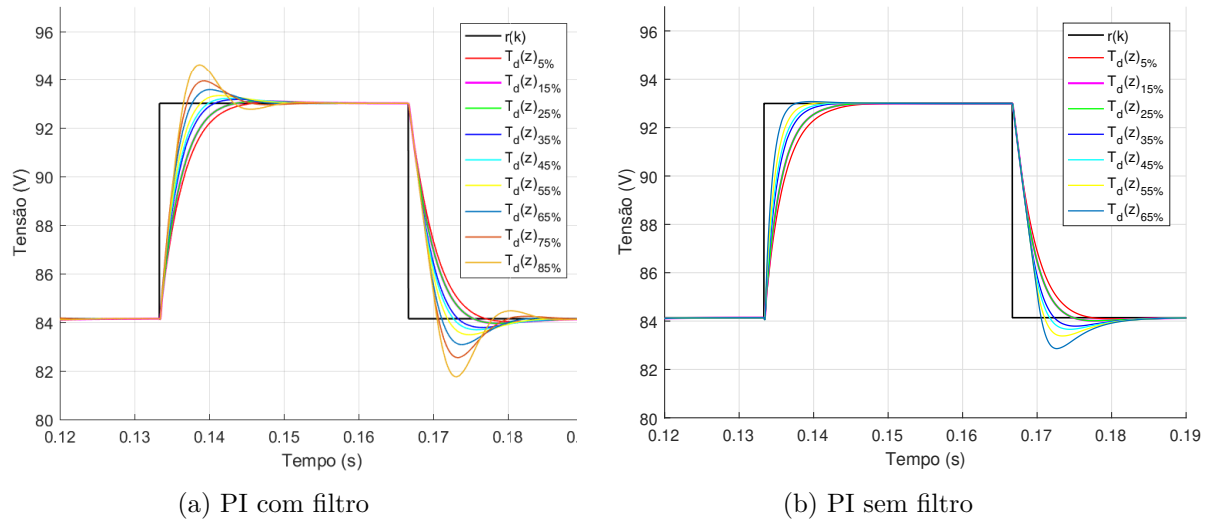 96
94
92
90
88
86
84
82
80
Tensão (V)
0.12
0.13
0.14
0.15
0.16
0.17
0.18
Tempo (s)
r(k)
T_d(z)_5%
T_d(z)_15%
T_d(z)_25%
T_d(z)_35%
T_d(z)_45%
T_d(z)_55%
T_d(z)_65%
T_d(z)_75%
T_d(z)_85%
(a) PI com filtro
96
94
92
90
88
86
84
82
80
Tensão (V)
0.12
0.13
0.14
0.15
0.16
0.17
0.18
0.19
Tempo (s)
r(k)
T_d(z)_5%
T_d(z)_15%
T_d(z)_25%
T_d(z)_35%
T_d(z)_45%
T_d(z)_55%
T_d(z)_65%
(b) PI sem filtro